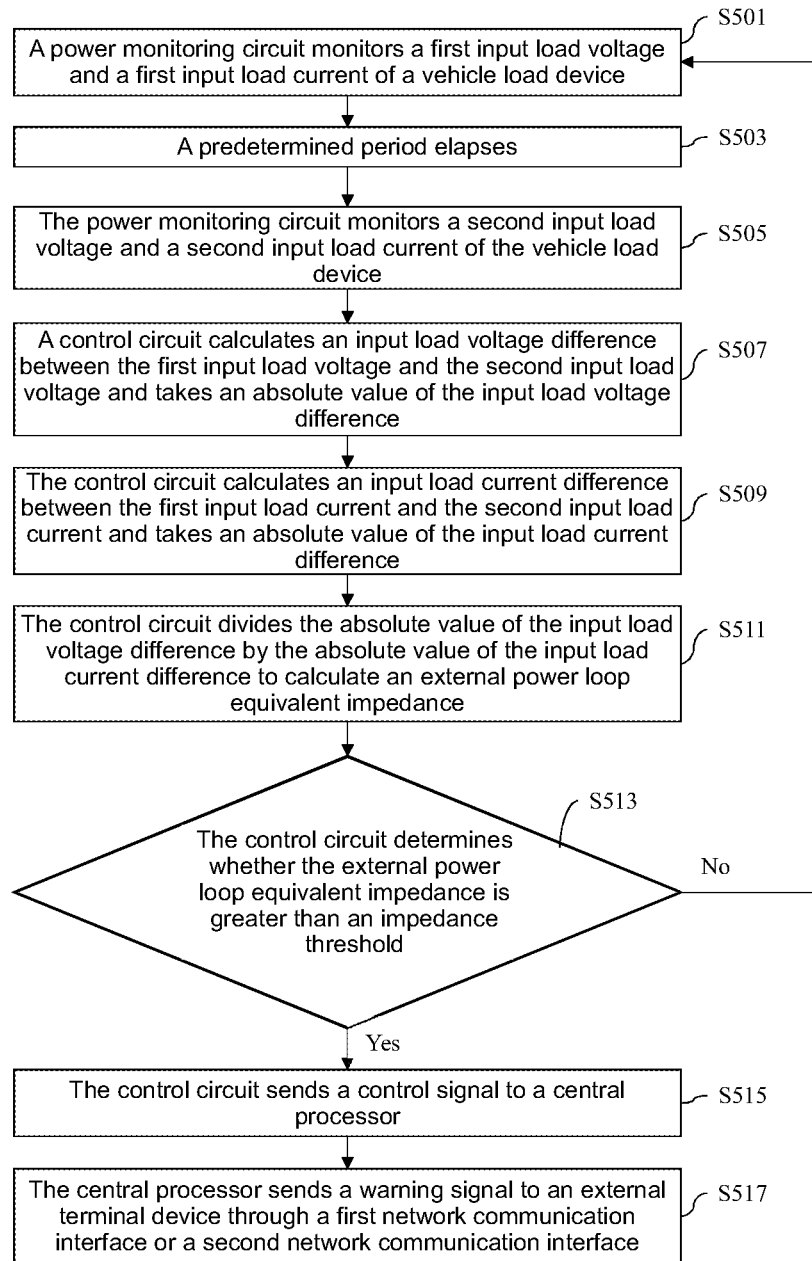 S501
A power monitoring circuit monitors a first input load voltage
and a first input load current of a vehicle load device
S503
A predetermined period elapses
S505
The power monitoring circuit monitors a second input load
voltage and a second input load current of the vehicle load
device
S507
A control circuit calculates an input load voltage difference
between the first input load voltage and the second input load
voltage and takes an absolute value of the input load voltage
difference
S509
The control circuit calculates an input load current difference
between the first input load current and the second input load
current and takes an absolute value of the input load current
difference
S511
The control circuit divides the absolute value of the input load
voltage difference by the absolute value of the input load
current difference to calculate an external power loop
equivalent impedance
S513
The control circuit determines
whether the external power
loop equivalent impedance is
greater than an impedance
threshold
No
Yes
S515
The control circuit sends a control signal to a central
processor
S517
The central processor sends a warning signal to an external
terminal device through a first network communication
interface or a second network communication interface